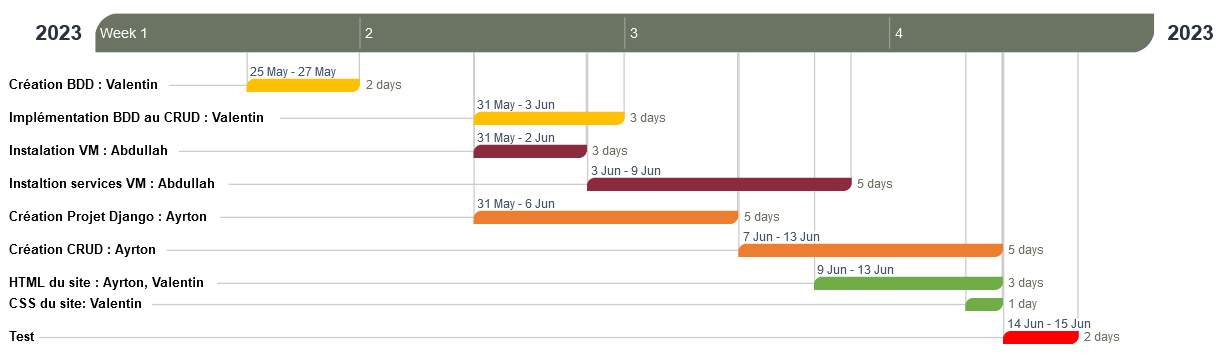 2023 Week 1 2 3 4 2023
25 May - 27 May
Création BDD : Valentin 2 days
31 May - 3 Jun
Implémentation BDD au CRUD : Valentin 3 days
31 May - 2 Jun
Instalation VM : Abdullah 3 days
3 Jun - 9 Jun
Instaltion services VM : Abdullah 5 days
31 May - 6 Jun
Création Projet Django : Ayrton 5 days
7 Jun - 13 Jun
Création CRUD : Ayrton 5 days
9 Jun - 13 Jun
HTML du site : Ayrton, Valentin 3 days
CSS du site: Valentin 1 day
14 Jun - 15 Jun
Test 2 days